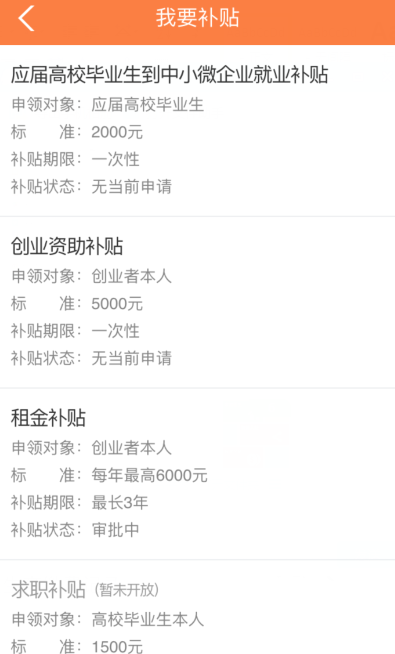 我要补贴
应届高校毕业生到中小微企业就业补贴
申领对象：应届高校毕业生
标　　准：2000元
补贴期限：一次性
补贴状态：无当前申请
创业资助补贴
申领对象：创业者本人
标　　准：5000元
补贴期限：一次性
补贴状态：无当前申请
租金补贴
申领对象：创业者本人
标　　准：每年最高6000元
补贴期限：最长3年
补贴状态：审批中
求职补贴（暂未开放）
申领对象：高校毕业生本人
标　　准：1500元